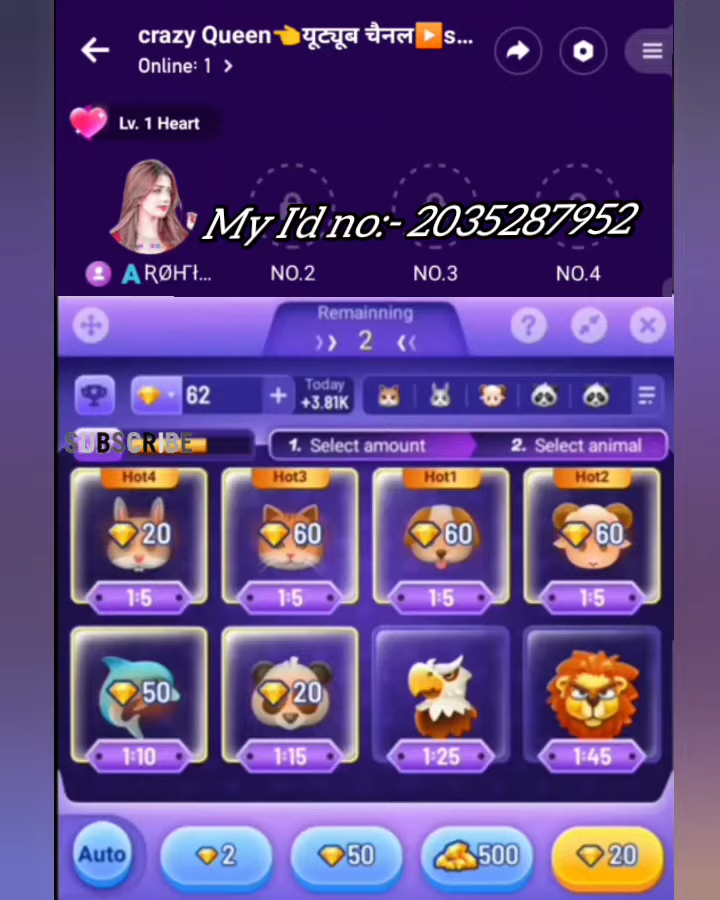 crazy Queen👈यूट्यूब चैनल▶️s...
Online: 1 >
Lv. 1 Heart
My I'd no:- 2035287952
NO.2 NO.3 NO.4
Remainning
2
62 + Today +3.81K
SUBSCRIBE
1. Select amount 2. Select animal
Hot4 Hot3 Hot1 Hot2
20 60 60 60
1:5 1:5 1:5 1:5
50 20
1:10 1:15 1:25 1:45
Auto 2 50 500 20